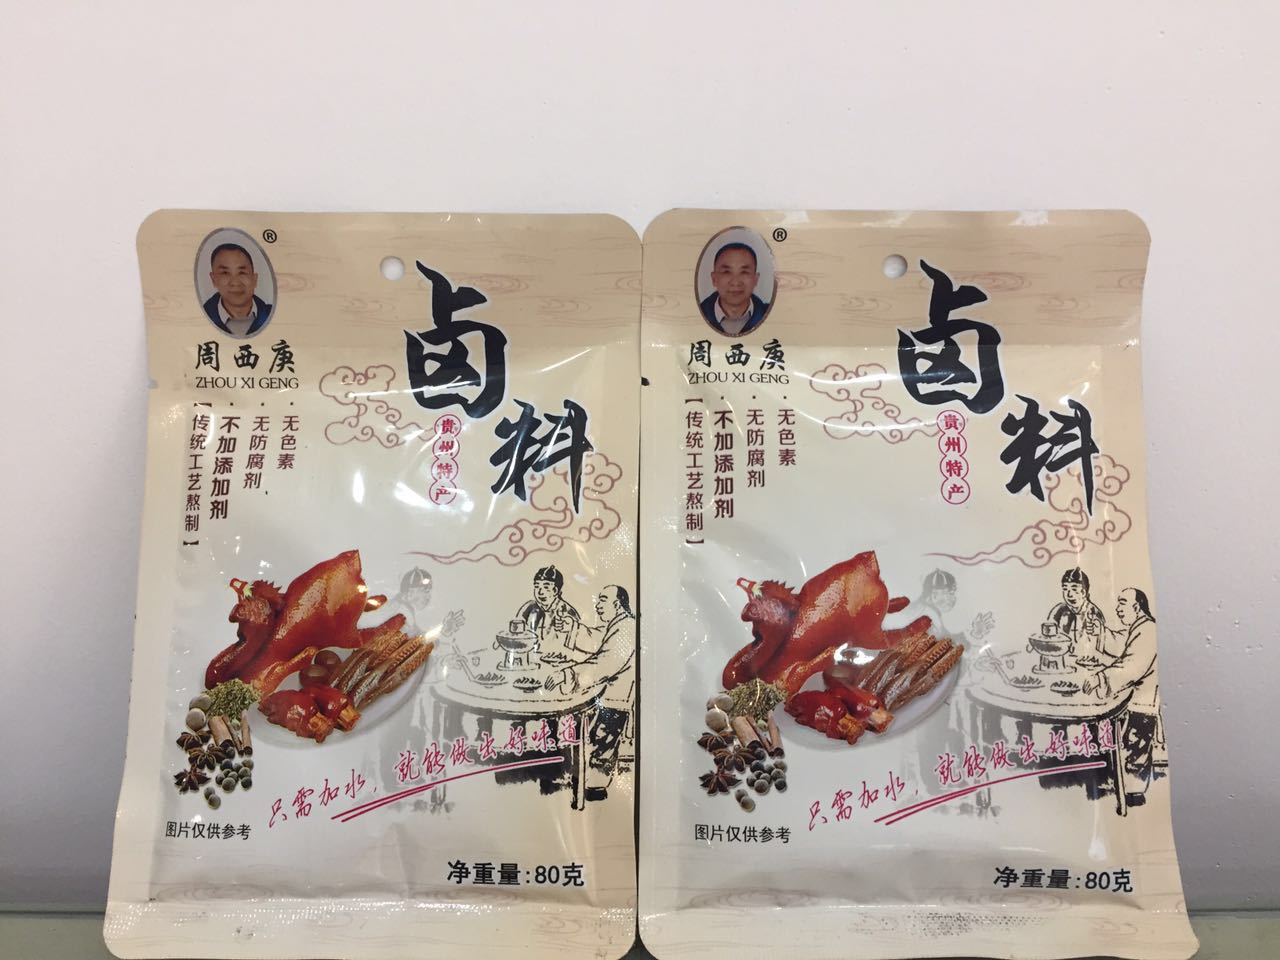 ®
周西庚
ZHOU XI GENG
卤料
贵州特产
·无色素
·无防腐剂
·不加添加剂
【传统工艺熬制】
只需加水，就能做出好味道
图片仅供参考
净重量:80克
®
周西庚
ZHOU XI GENG
卤料
贵州特产
·无色素
·无防腐剂
·不加添加剂
【传统工艺熬制】
只需加水，就能做出好味道
图片仅供参考
净重量:80克